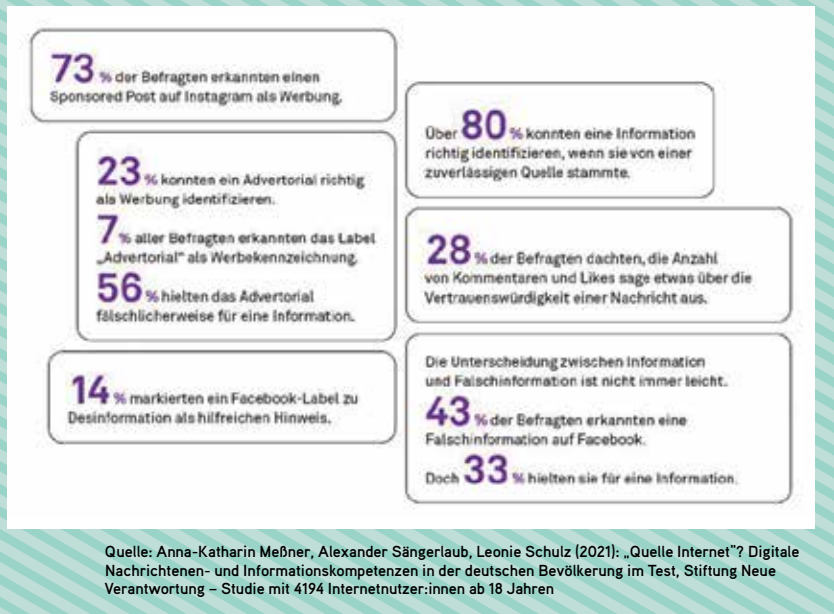 73 % der Befragten erkannten einen
Sponsored Post auf Instagram als Werbung.
23 % konnten ein Advertorial richtig
als Werbung identifizieren.
7 % aller Befragten erkannten das Label
„Advertorial“ als Werbekennzeichnung.
56 % hielten das Advertorial
fälschlicherweise für eine Information.
14 % markierten ein Facebook-Label zu
Desinformation als hilfreichen Hinweis.
Über 80 % konnten eine Information
richtig identifizieren, wenn sie von einer
zuverlässigen Quelle stammte.
28 % der Befragten dachten, die Anzahl
von Kommentaren und Likes sage etwas über die
Vertrauenswürdigkeit einer Nachricht aus.
Die Unterscheidung zwischen Information
und Falschinformation ist nicht immer leicht.
43 % der Befragten erkannten eine
Falschinformation auf Facebook.
Doch 33 % hielten sie für eine Information.
Quelle: Anna-Katharin Meßner, Alexander Sängerlaub, Leonie Schulz (2021): „Quelle Internet”? Digitale
Nachrichtenen- und Informationskompetenzen in der deutschen Bevölkerung im Test, Stiftung Neue
Verantwortung – Studie mit 4194 Internetnutzer:innen ab 18 Jahren